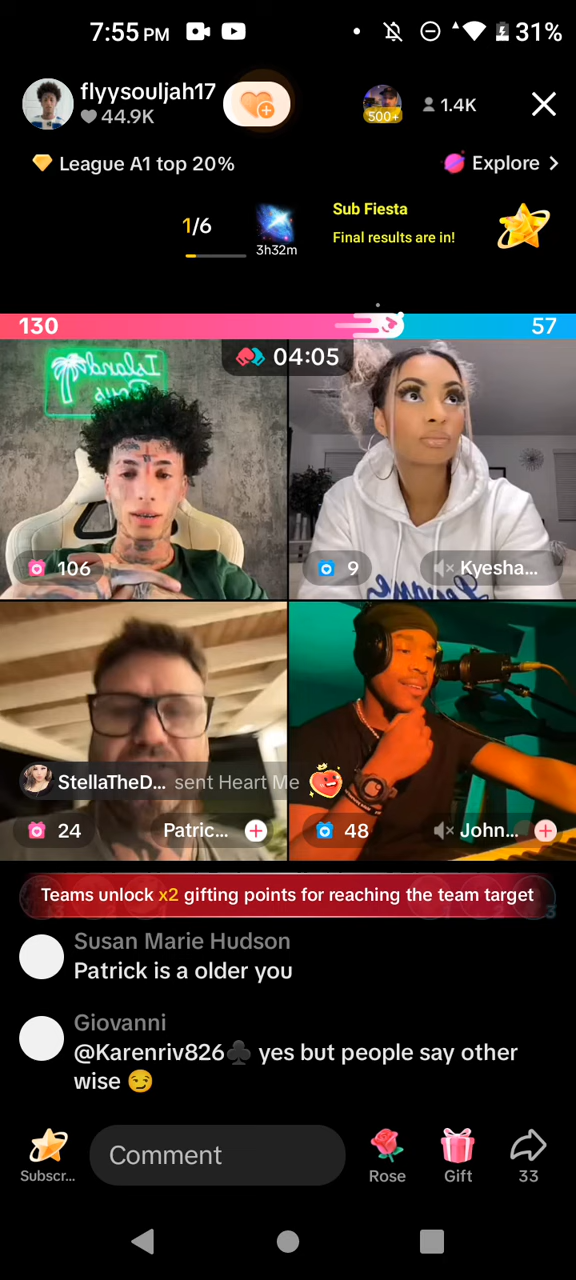 7:55 PM
31%
flyysouljah17
44.9K
500+
1.4K
League A1 top 20%
Explore
1/6
3h32m
Sub Fiesta
Final results are in!
130
57
04:05
Island
Boys
106
9
Kyesha...
StellaTheD... sent Heart Me
24
Patric...
48
John...
Teams unlock x2 gifting points for reaching the team target
Susan Marie Hudson
Patrick is a older you
Giovanni
@Karenriv826♣️ yes but people say other
wise 😏
Subscr...
Comment
Rose
Gift
33